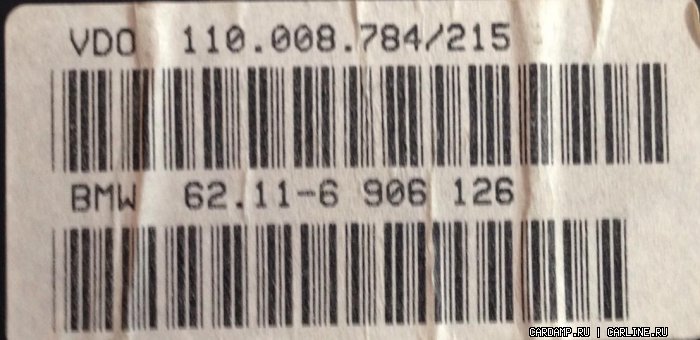 VDO 110.008.784/215
BMW 62.11-6 906 126
CARDAMP.RU | CARLINE.RU